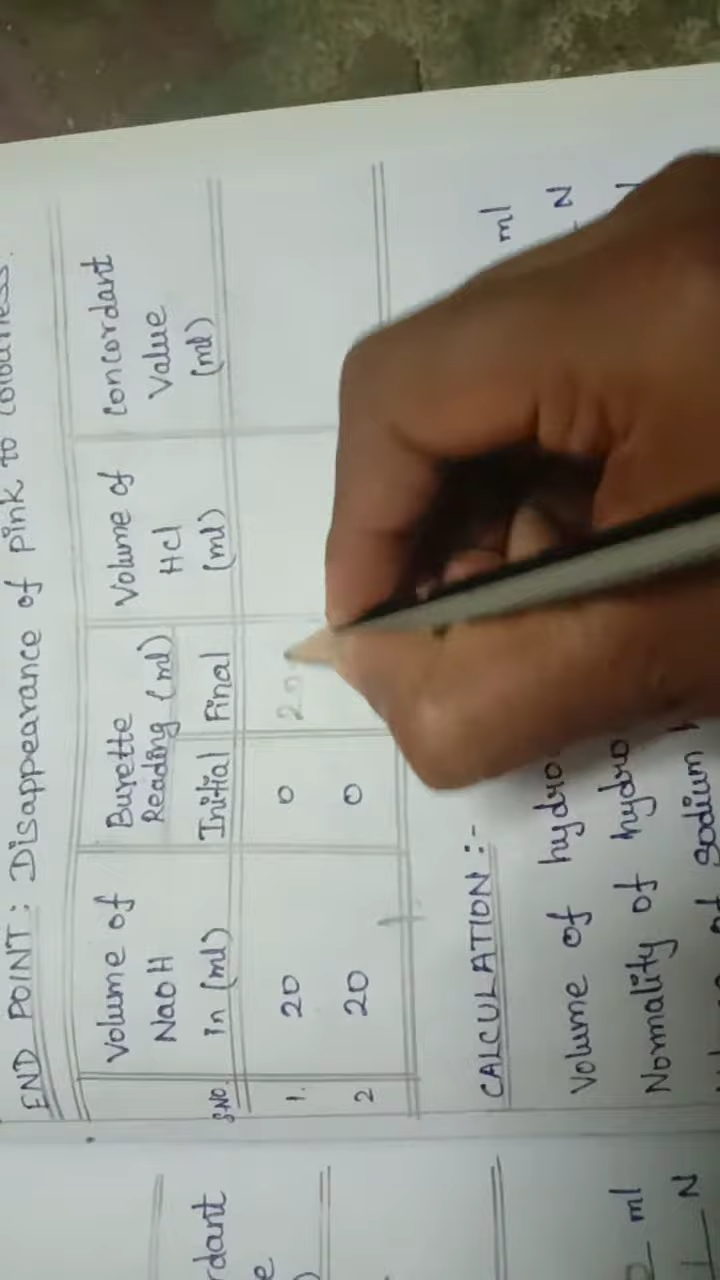 END POINT: Disappearance of pink to colourless.
S.NO. Volume of NaOH in (ml) Burette Reading (ml) Initial Final Volume of HCl (ml) Concordant Value (ml)
1. 20 0
2 20 0
CALCULATION :-
Volume of hydro ml
Normality of hydro N
of sodium
ml
N